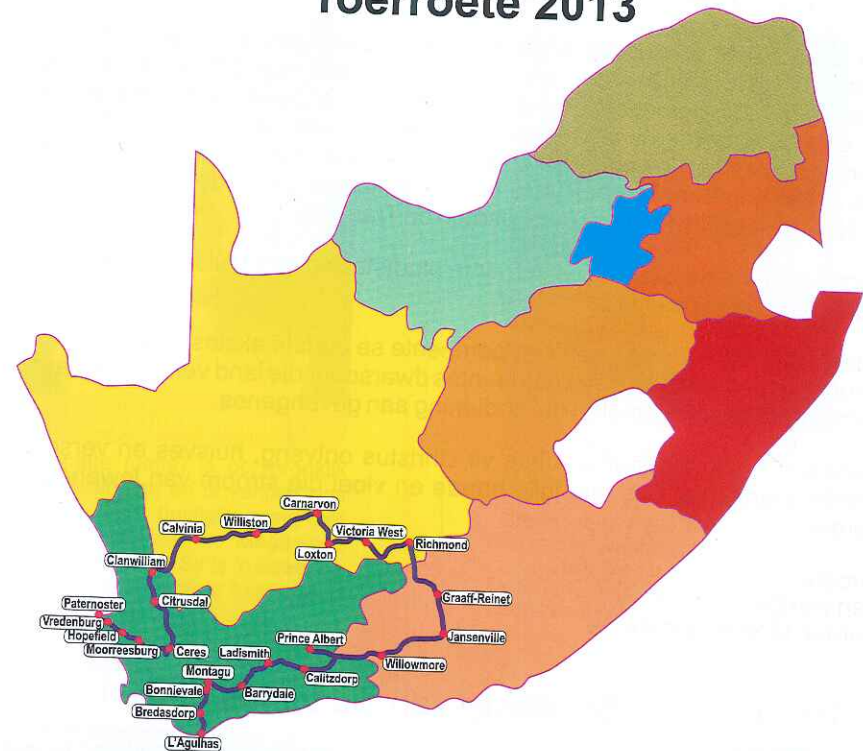 Toerroete 2013
Carnarvon
Williston
Calvinia
Victoria West
Loxton
Richmond
Clanwilliam
Citrusdal
Graaff-Reinet
Paternoster
Vredenburg
Hopefield
Moorreesburg
Ceres
Prince Albert
Jansenville
Ladismith
Willowmore
Montagu
Calitzdorp
Bonnievale
Barrydale
Bredasdorp
L'Agulhas